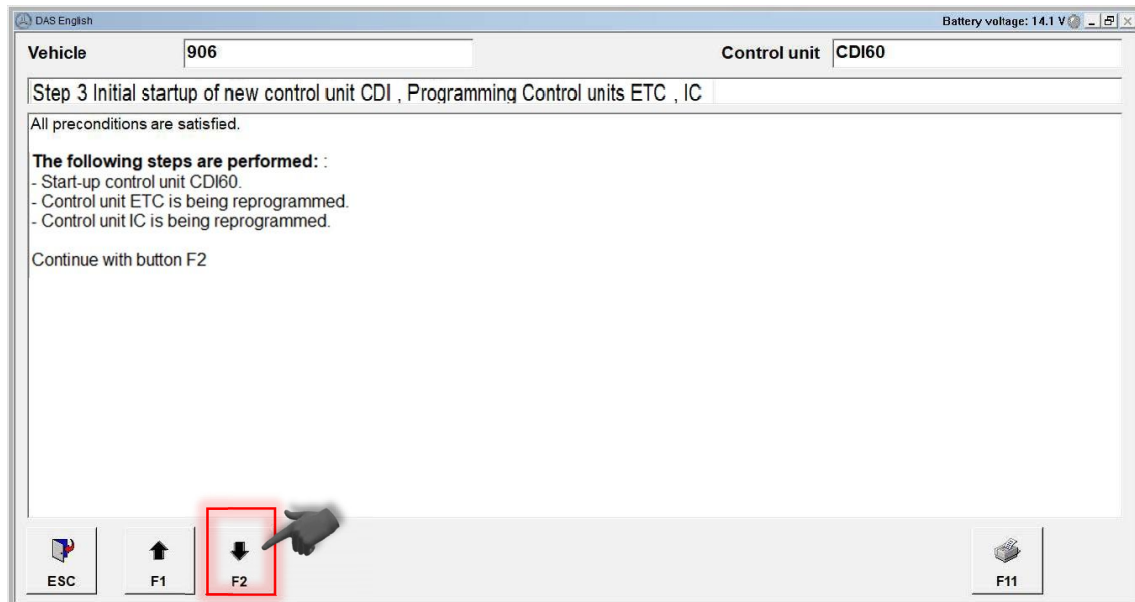 DAS English
Battery voltage: 14.1 V
Vehicle 906 Control unit CDI60
Step 3 Initial startup of new control unit CDI , Programming Control units ETC , IC
All preconditions are satisfied.
The following steps are performed: :
- Start-up control unit CDI60.
- Control unit ETC is being reprogrammed.
- Control unit IC is being reprogrammed.
Continue with button F2
ESC F1 F2 F11